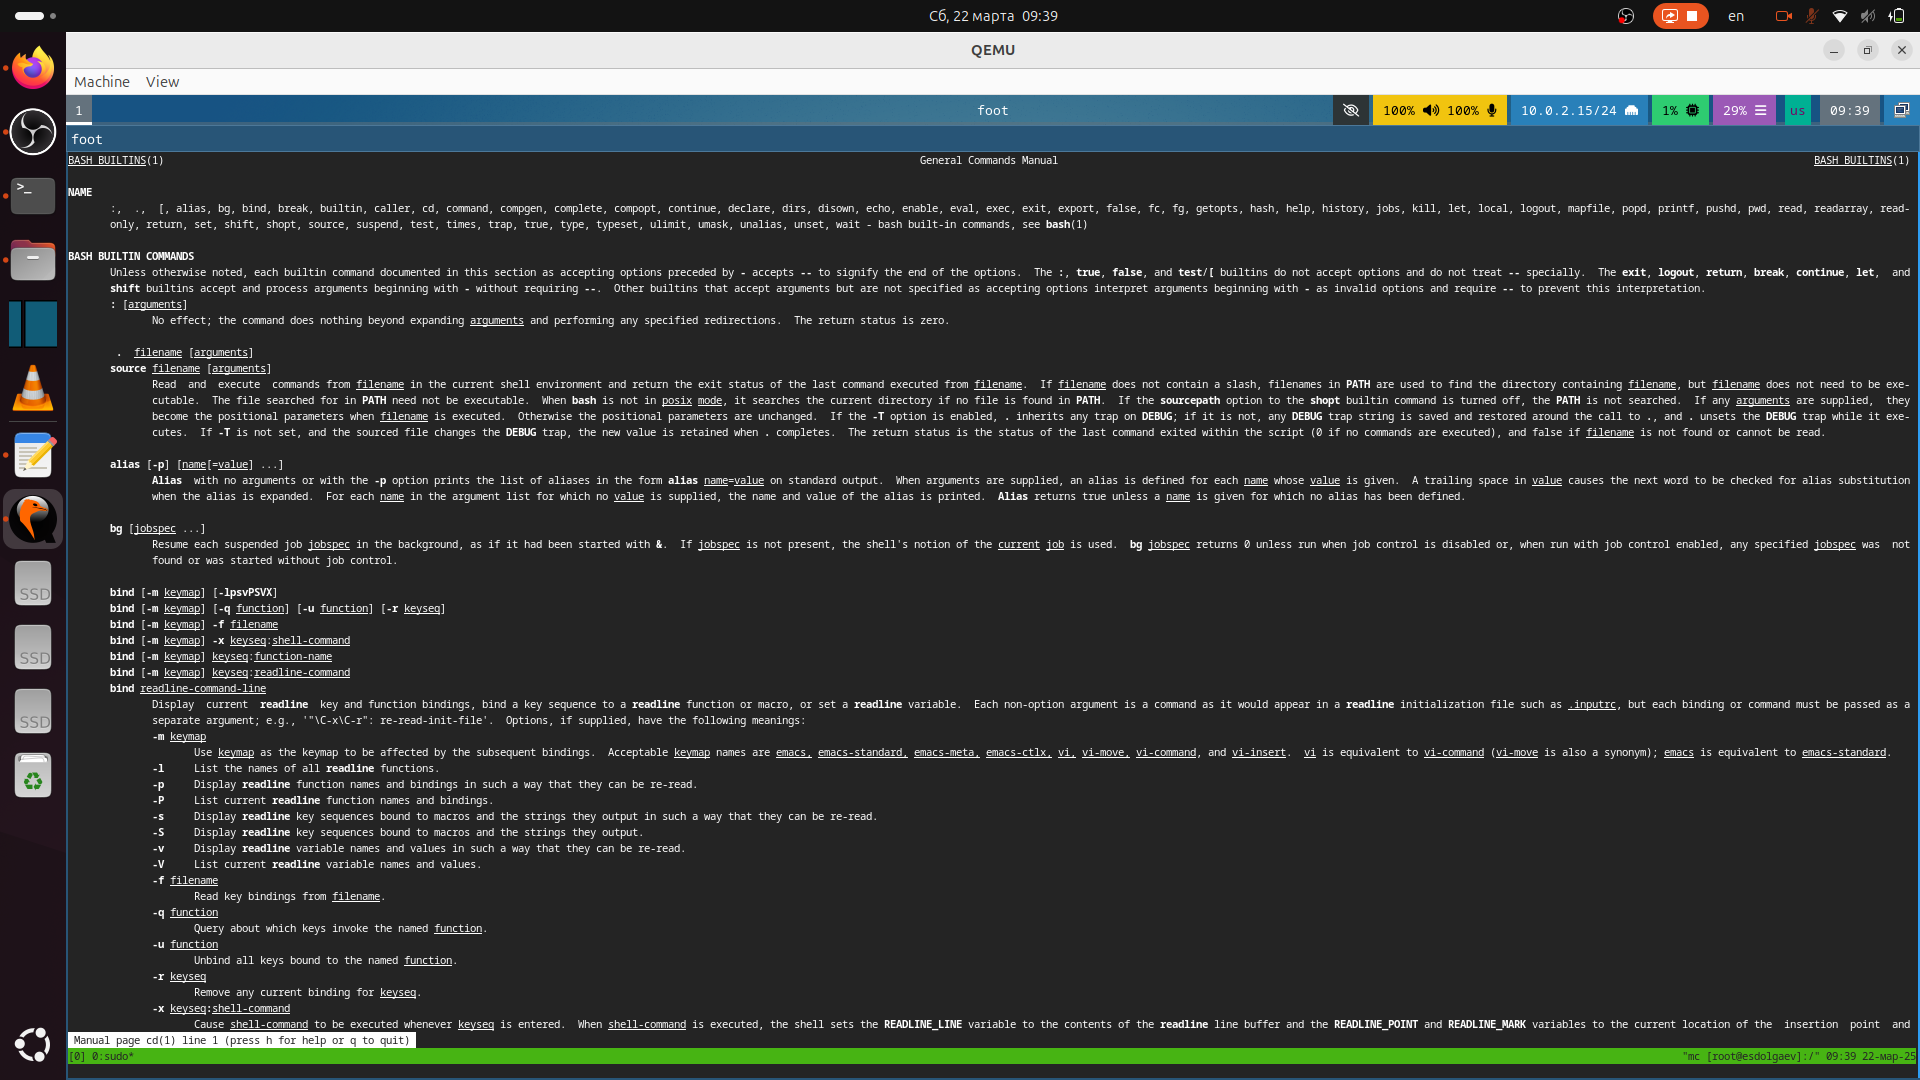 Сб, 22 марта 09:39
en
QEMU
Machine View
1 foot 100% 100% 10.0.2.15/24 1% 29% us 09:39
foot
BASH BUILTINS(1) General Commands Manual BASH BUILTINS(1)
NAME
:, ., [, alias, bg, bind, break, builtin, caller, cd, command, compgen, complete, compopt, continue, declare, dirs, disown, echo, enable, eval, exec, exit, export, false, fc, fg, getopts, hash, help, history, jobs, kill, let, local, logout, mapfile, popd, printf, pushd, pwd, read, readarray, read-
only, return, set, shift, shopt, source, suspend, test, times, trap, true, type, typeset, ulimit, umask, unalias, unset, wait - bash built-in commands, see bash(1)
BASH BUILTIN COMMANDS
Unless otherwise noted, each builtin command documented in this section as accepting options preceded by - accepts -- to signify the end of the options. The :, true, false, and test/[ builtins do not accept options and do not treat -- specially. The exit, logout, return, break, continue, let, and
shift builtins accept and process arguments beginning with - without requiring --. Other builtins that accept arguments but are not specified as accepting options interpret arguments beginning with - as invalid options and require -- to prevent this interpretation.
: [arguments]
No effect; the command does nothing beyond expanding arguments and performing any specified redirections. The return status is zero.
. filename [arguments]
source filename [arguments]
Read and execute commands from filename in the current shell environment and return the exit status of the last command executed from filename. If filename does not contain a slash, filenames in PATH are used to find the directory containing filename, but filename does not need to be exe-
cutable. The file searched for in PATH need not be executable. When bash is not in posix mode, it searches the current directory if no file is found in PATH. If the sourcepath option to the shopt builtin command is turned off, the PATH is not searched. If any arguments are supplied, they
become the positional parameters when filename is executed. Otherwise the positional parameters are unchanged. If the -T option is enabled, . inherits any trap on DEBUG; if it is not, any DEBUG trap string is saved and restored around the call to ., and . unsets the DEBUG trap while it exe-
cutes. If -T is not set, and the sourced file changes the DEBUG trap, the new value is retained when . completes. The return status is the status of the last command exited within the script (0 if no commands are executed), and false if filename is not found or cannot be read.
alias [-p] [name[=value] ...]
Alias with no arguments or with the -p option prints the list of aliases in the form alias name=value on standard output. When arguments are supplied, an alias is defined for each name whose value is given. A trailing space in value causes the next word to be checked for alias substitution
when the alias is expanded. For each name in the argument list for which no value is supplied, the name and value of the alias is printed. Alias returns true unless a name is given for which no alias has been defined.
bg [jobspec ...]
Resume each suspended job jobspec in the background, as if it had been started with &. If jobspec is not present, the shell's notion of the current job is used. bg jobspec returns 0 unless run when job control is disabled or, when run with job control enabled, any specified jobspec was not
found or was started without job control.
bind [-m keymap] [-lpsvPSVX]
bind [-m keymap] [-q function] [-u function] [-r keyseq]
bind [-m keymap] -f filename
bind [-m keymap] -x keyseq:shell-command
bind [-m keymap] keyseq:function-name
bind [-m keymap] keyseq:readline-command
bind readline-command-line
Display current readline key and function bindings, bind a key sequence to a readline function or macro, or set a readline variable. Each non-option argument is a command as it would appear in a readline initialization file such as .inputrc, but each binding or command must be passed as a
separate argument; e.g., '"\C-x\C-r": re-read-init-file'. Options, if supplied, have the following meanings:
-m keymap
Use keymap as the keymap to be affected by the subsequent bindings. Acceptable keymap names are emacs, emacs-standard, emacs-meta, emacs-ctlx, vi, vi-move, vi-command, and vi-insert. vi is equivalent to vi-command (vi-move is also a synonym); emacs is equivalent to emacs-standard.
-l List the names of all readline functions.
-p Display readline function names and bindings in such a way that they can be re-read.
-P List current readline function names and bindings.
-s Display readline key sequences bound to macros and the strings they output in such a way that they can be re-read.
-S Display readline key sequences bound to macros and the strings they output.
-v Display readline variable names and values in such a way that they can be re-read.
-V List current readline variable names and values.
-f filename
Read key bindings from filename.
-q function
Query about which keys invoke the named function.
-u function
Unbind all keys bound to the named function.
-r keyseq
Remove any current binding for keyseq.
-x keyseq:shell-command
Cause shell-command to be executed whenever keyseq is entered. When shell-command is executed, the shell sets the READLINE_LINE variable to the contents of the readline line buffer and the READLINE_POINT and READLINE_MARK variables to the current location of the insertion point and
Manual page cd(1) line 1 (press h for help or q to quit)
[0] 0:sudo* "mc [root@esdolgaev]:/" 09:39 22-мар-25
>_
SSD
SSD
SSD